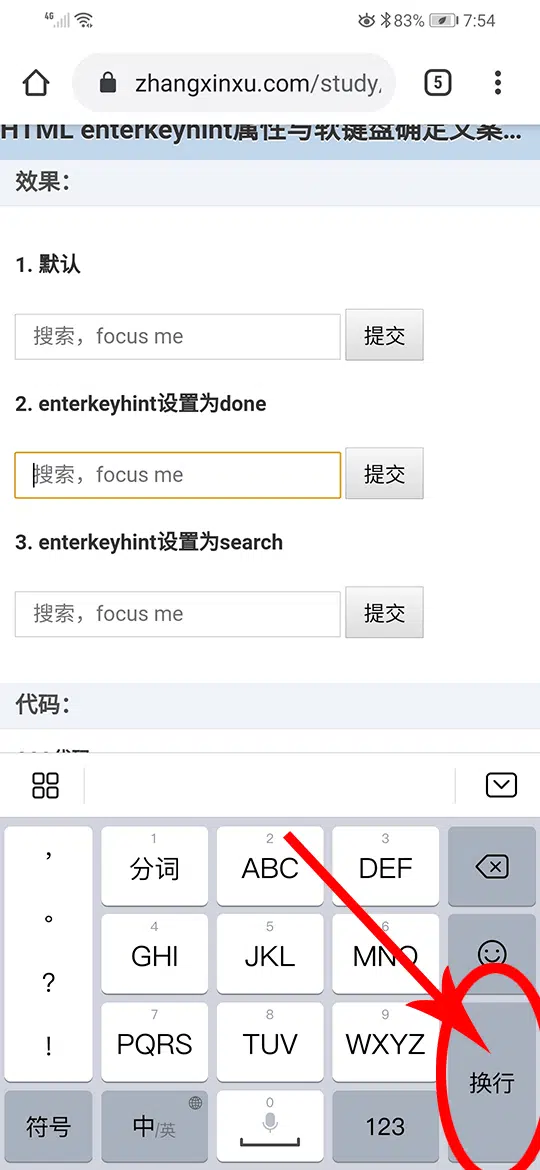 4G 83% 7:54
zhangxinxu.com/study/ 5
HTML enterkeyhint属性与软键盘确定文案...
效果：
1. 默认
搜索，focus me 提交
2. enterkeyhint设置为done
搜索，focus me 提交
3. enterkeyhint设置为search
搜索，focus me 提交
代码：
， 1 分词 2 ABC 3 DEF
。 4 GHI 5 JKL 6 MNO
？ 7 PQRS 8 TUV 9 WXYZ
！ 换行
符号 中/英 0 123